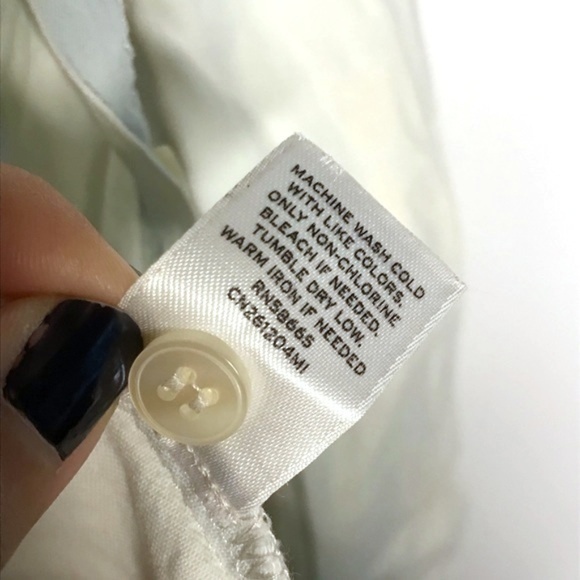 MACHINE WASH COLD
WITH LIKE COLORS.
ONLY NON-CHLORINE
BLEACH IF NEEDED.
TUMBLE DRY LOW.
WARM IRON IF NEEDED
RN58665
CN261204MI